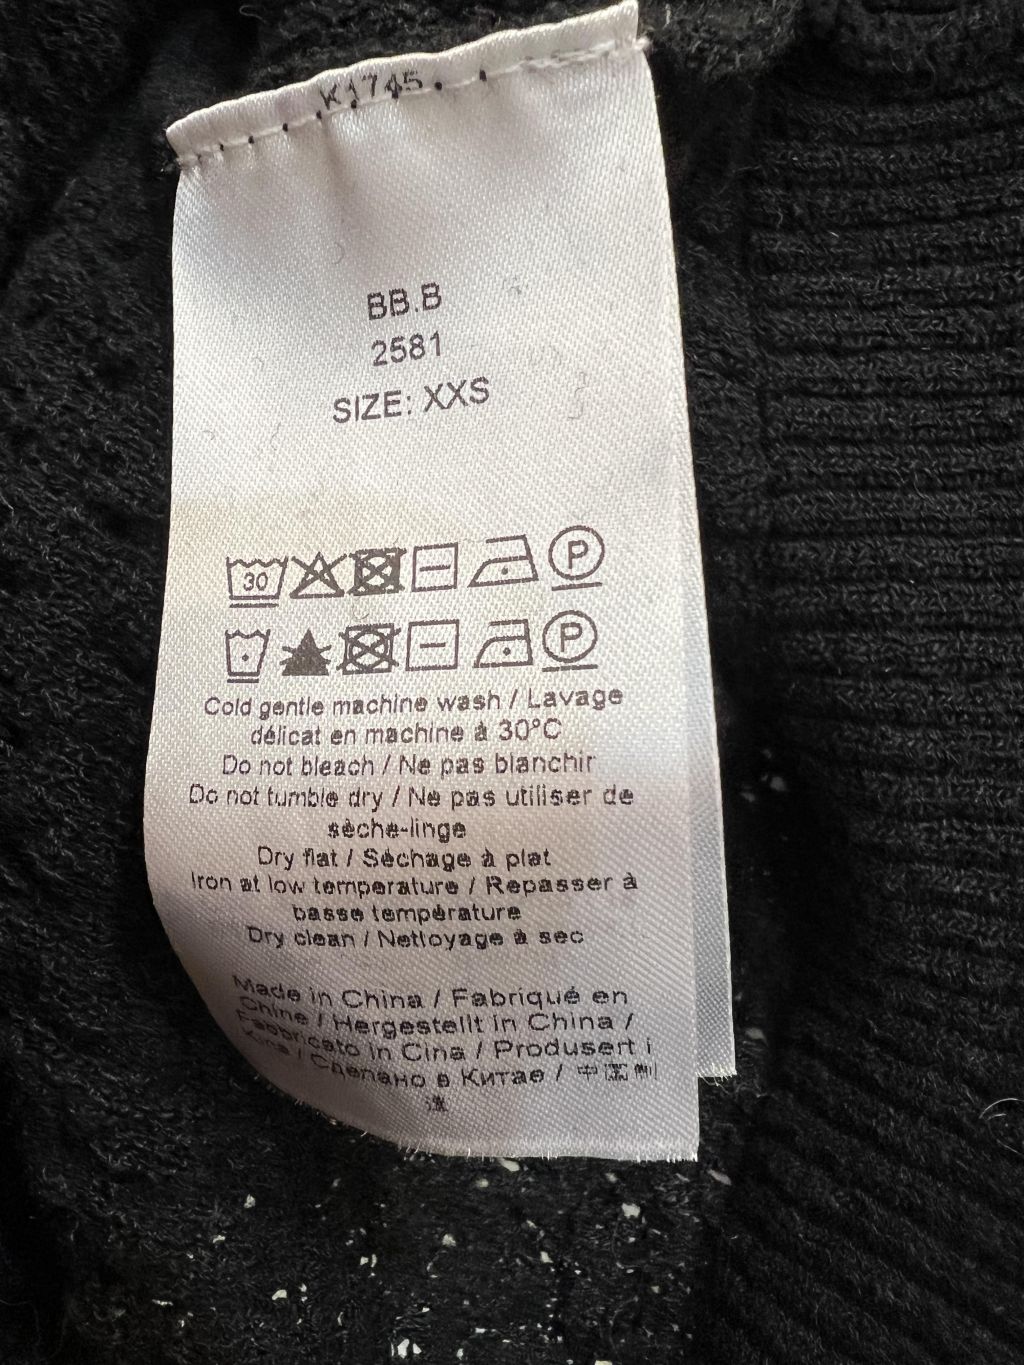 K1745
BB.B
2581
SIZE: XXS
30 P
P
Cold gentle machine wash / Lavage
délicat en machine à 30°C
Do not bleach / Ne pas blanchir
Do not tumble dry / Ne pas utiliser de
sèche-linge
Dry flat / Séchage à plat
Iron at low temperature / Repasser à
basse température
Dry clean / Nettoyage à sec
Made in China / Fabriqué en
Chine / Hergestellt in China /
Fabbricato in Cina / Produsert i
Kina / Сделано в Китае / 中国制
造